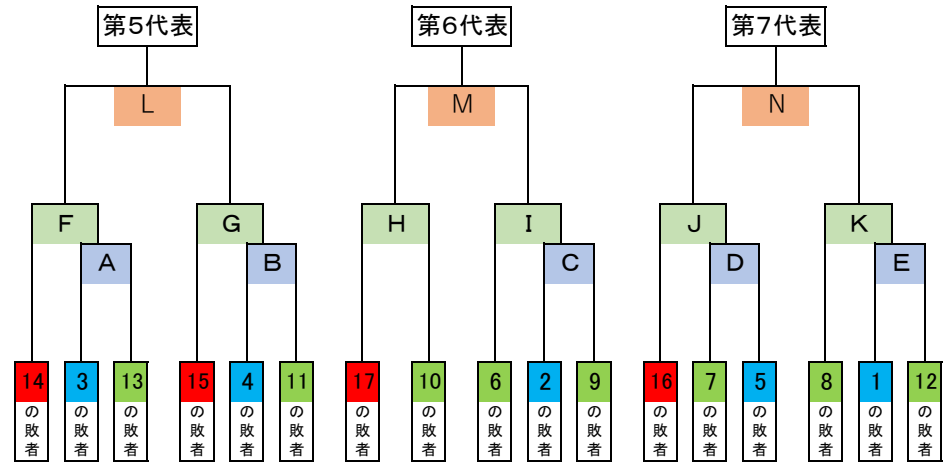 第5代表 第6代表 第7代表
L M N
F G H I J K
A B C D E
14 3 13 15 4 11 17 10 6 2 9 16 7 5 8 1 12
の敗者 の敗者 の敗者 の敗者 の敗者 の敗者 の敗者 の敗者 の敗者 の敗者 の敗者 の敗者 の敗者 の敗者 の敗者 の敗者 の敗者